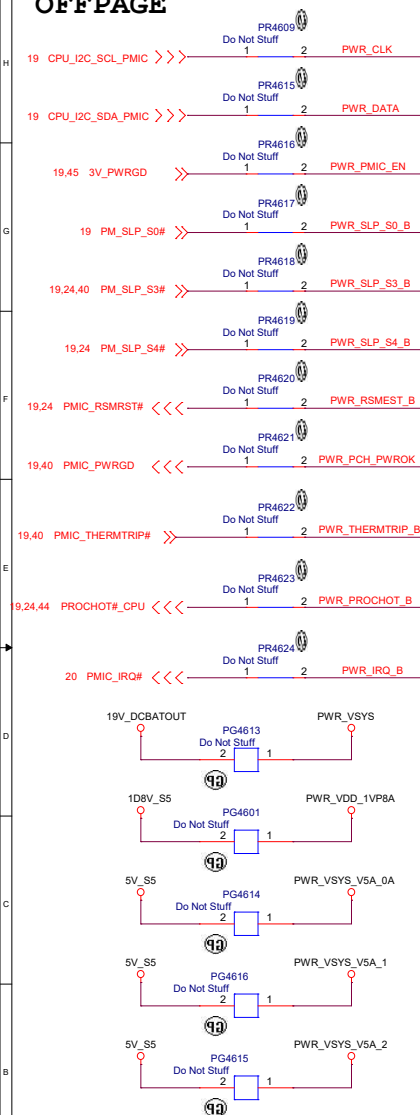 OFFPAGE
PR4609
Do Not Stuff
H
19 CPU_I2C_SCL_PMIC
1 2 PWR_CLK
PR4615
Do Not Stuff
19 CPU_I2C_SDA_PMIC
1 2 PWR_DATA
PR4616
Do Not Stuff
19,45 3V_PWRGD
1 2 PWR_PMIC_EN
PR4617
Do Not Stuff
G
19 PM_SLP_S0#
1 2 PWR_SLP_S0_B
PR4618
Do Not Stuff
19,24,40 PM_SLP_S3#
1 2 PWR_SLP_S3_B
PR4619
Do Not Stuff
19,24 PM_SLP_S4#
1 2 PWR_SLP_S4_B
PR4620
Do Not Stuff
F
19,24 PMIC_RSMRST#
1 2 PWR_RSMEST_B
PR4621
Do Not Stuff
19,40 PMIC_PWRGD
1 2 PWR_PCH_PWROK
PR4622
Do Not Stuff
19,40 PMIC_THERMTRIP#
1 2 PWR_THERMTRIP_B
E
PR4623
Do Not Stuff
19,24,44 PROCHOT#_CPU
1 2 PWR_PROCHOT_B
PR4624
Do Not Stuff
20 PMIC_IRQ#
1 2 PWR_IRQ_B
19V_DCBATOUT PWR_VSYS
D
PG4613
Do Not Stuff
2 1
GP
1D8V_S5 PWR_VDD_1VP8A
PG4601
Do Not Stuff
2 1
GP
5V_S5 PWR_VSYS_V5A_0A
C
PG4614
Do Not Stuff
2 1
GP
5V_S5 PWR_VSYS_V5A_1
PG4616
Do Not Stuff
2 1
GP
5V_S5 PWR_VSYS_V5A_2
B
PG4615
Do Not Stuff
2 1
GP